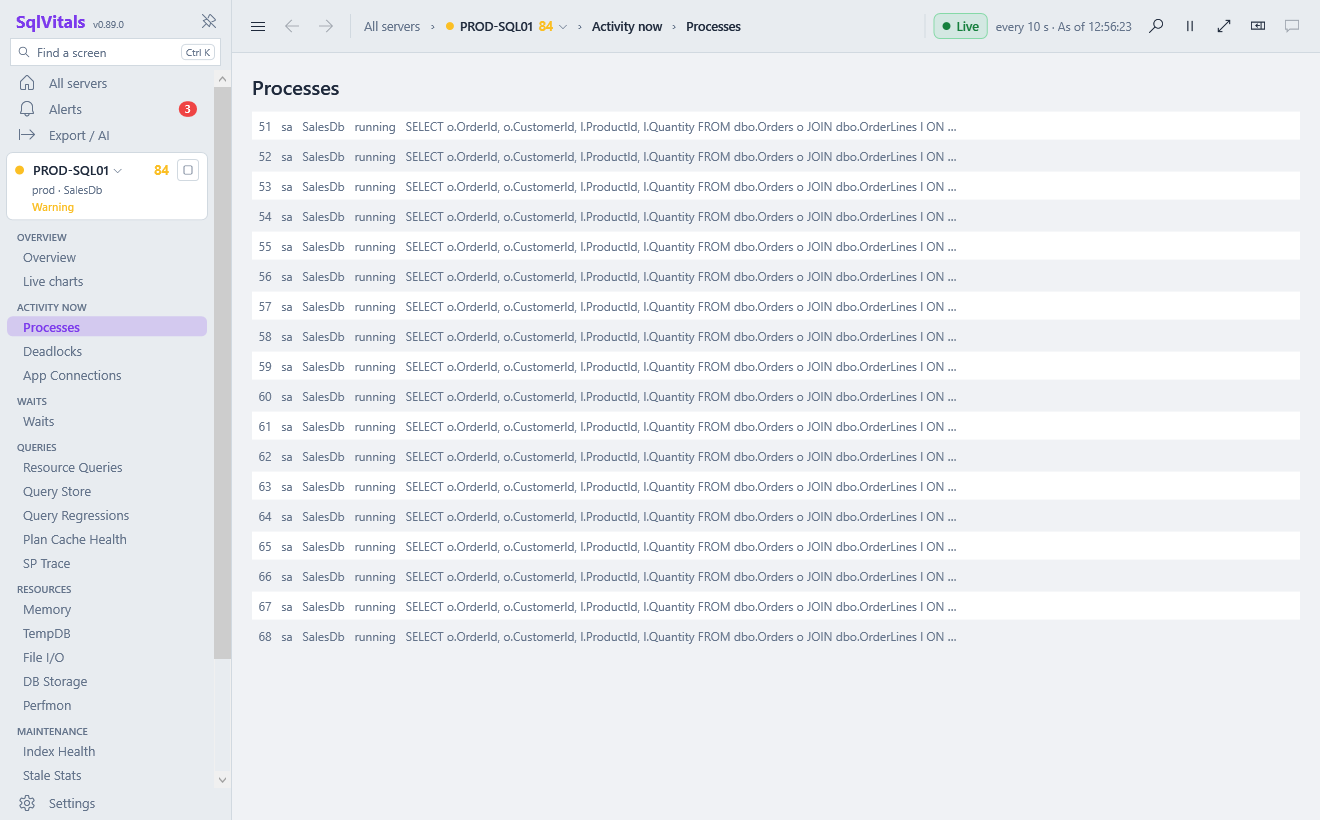 SqlVitals v0.89.0
Find a screen Ctrl K
All servers
Alerts 3
Export / AI
PROD-SQL01 84
prod · SalesDb
Warning
OVERVIEW
Overview
Live charts
ACTIVITY NOW
Processes
Deadlocks
App Connections
WAITS
Waits
QUERIES
Resource Queries
Query Store
Query Regressions
Plan Cache Health
SP Trace
RESOURCES
Memory
TempDB
File I/O
DB Storage
Perfmon
MAINTENANCE
Index Health
Stale Stats
Settings
All servers › PROD-SQL01 84 › Activity now › Processes
Live every 10 s · As of 12:56:23
Processes
51 sa SalesDb running SELECT o.OrderId, o.CustomerId, l.ProductId, l.Quantity FROM dbo.Orders o JOIN dbo.OrderLines l ON ...
52 sa SalesDb running SELECT o.OrderId, o.CustomerId, l.ProductId, l.Quantity FROM dbo.Orders o JOIN dbo.OrderLines l ON ...
53 sa SalesDb running SELECT o.OrderId, o.CustomerId, l.ProductId, l.Quantity FROM dbo.Orders o JOIN dbo.OrderLines l ON ...
54 sa SalesDb running SELECT o.OrderId, o.CustomerId, l.ProductId, l.Quantity FROM dbo.Orders o JOIN dbo.OrderLines l ON ...
55 sa SalesDb running SELECT o.OrderId, o.CustomerId, l.ProductId, l.Quantity FROM dbo.Orders o JOIN dbo.OrderLines l ON ...
56 sa SalesDb running SELECT o.OrderId, o.CustomerId, l.ProductId, l.Quantity FROM dbo.Orders o JOIN dbo.OrderLines l ON ...
57 sa SalesDb running SELECT o.OrderId, o.CustomerId, l.ProductId, l.Quantity FROM dbo.Orders o JOIN dbo.OrderLines l ON ...
58 sa SalesDb running SELECT o.OrderId, o.CustomerId, l.ProductId, l.Quantity FROM dbo.Orders o JOIN dbo.OrderLines l ON ...
59 sa SalesDb running SELECT o.OrderId, o.CustomerId, l.ProductId, l.Quantity FROM dbo.Orders o JOIN dbo.OrderLines l ON ...
60 sa SalesDb running SELECT o.OrderId, o.CustomerId, l.ProductId, l.Quantity FROM dbo.Orders o JOIN dbo.OrderLines l ON ...
61 sa SalesDb running SELECT o.OrderId, o.CustomerId, l.ProductId, l.Quantity FROM dbo.Orders o JOIN dbo.OrderLines l ON ...
62 sa SalesDb running SELECT o.OrderId, o.CustomerId, l.ProductId, l.Quantity FROM dbo.Orders o JOIN dbo.OrderLines l ON ...
63 sa SalesDb running SELECT o.OrderId, o.CustomerId, l.ProductId, l.Quantity FROM dbo.Orders o JOIN dbo.OrderLines l ON ...
64 sa SalesDb running SELECT o.OrderId, o.CustomerId, l.ProductId, l.Quantity FROM dbo.Orders o JOIN dbo.OrderLines l ON ...
65 sa SalesDb running SELECT o.OrderId, o.CustomerId, l.ProductId, l.Quantity FROM dbo.Orders o JOIN dbo.OrderLines l ON ...
66 sa SalesDb running SELECT o.OrderId, o.CustomerId, l.ProductId, l.Quantity FROM dbo.Orders o JOIN dbo.OrderLines l ON ...
67 sa SalesDb running SELECT o.OrderId, o.CustomerId, l.ProductId, l.Quantity FROM dbo.Orders o JOIN dbo.OrderLines l ON ...
68 sa SalesDb running SELECT o.OrderId, o.CustomerId, l.ProductId, l.Quantity FROM dbo.Orders o JOIN dbo.OrderLines l ON ...